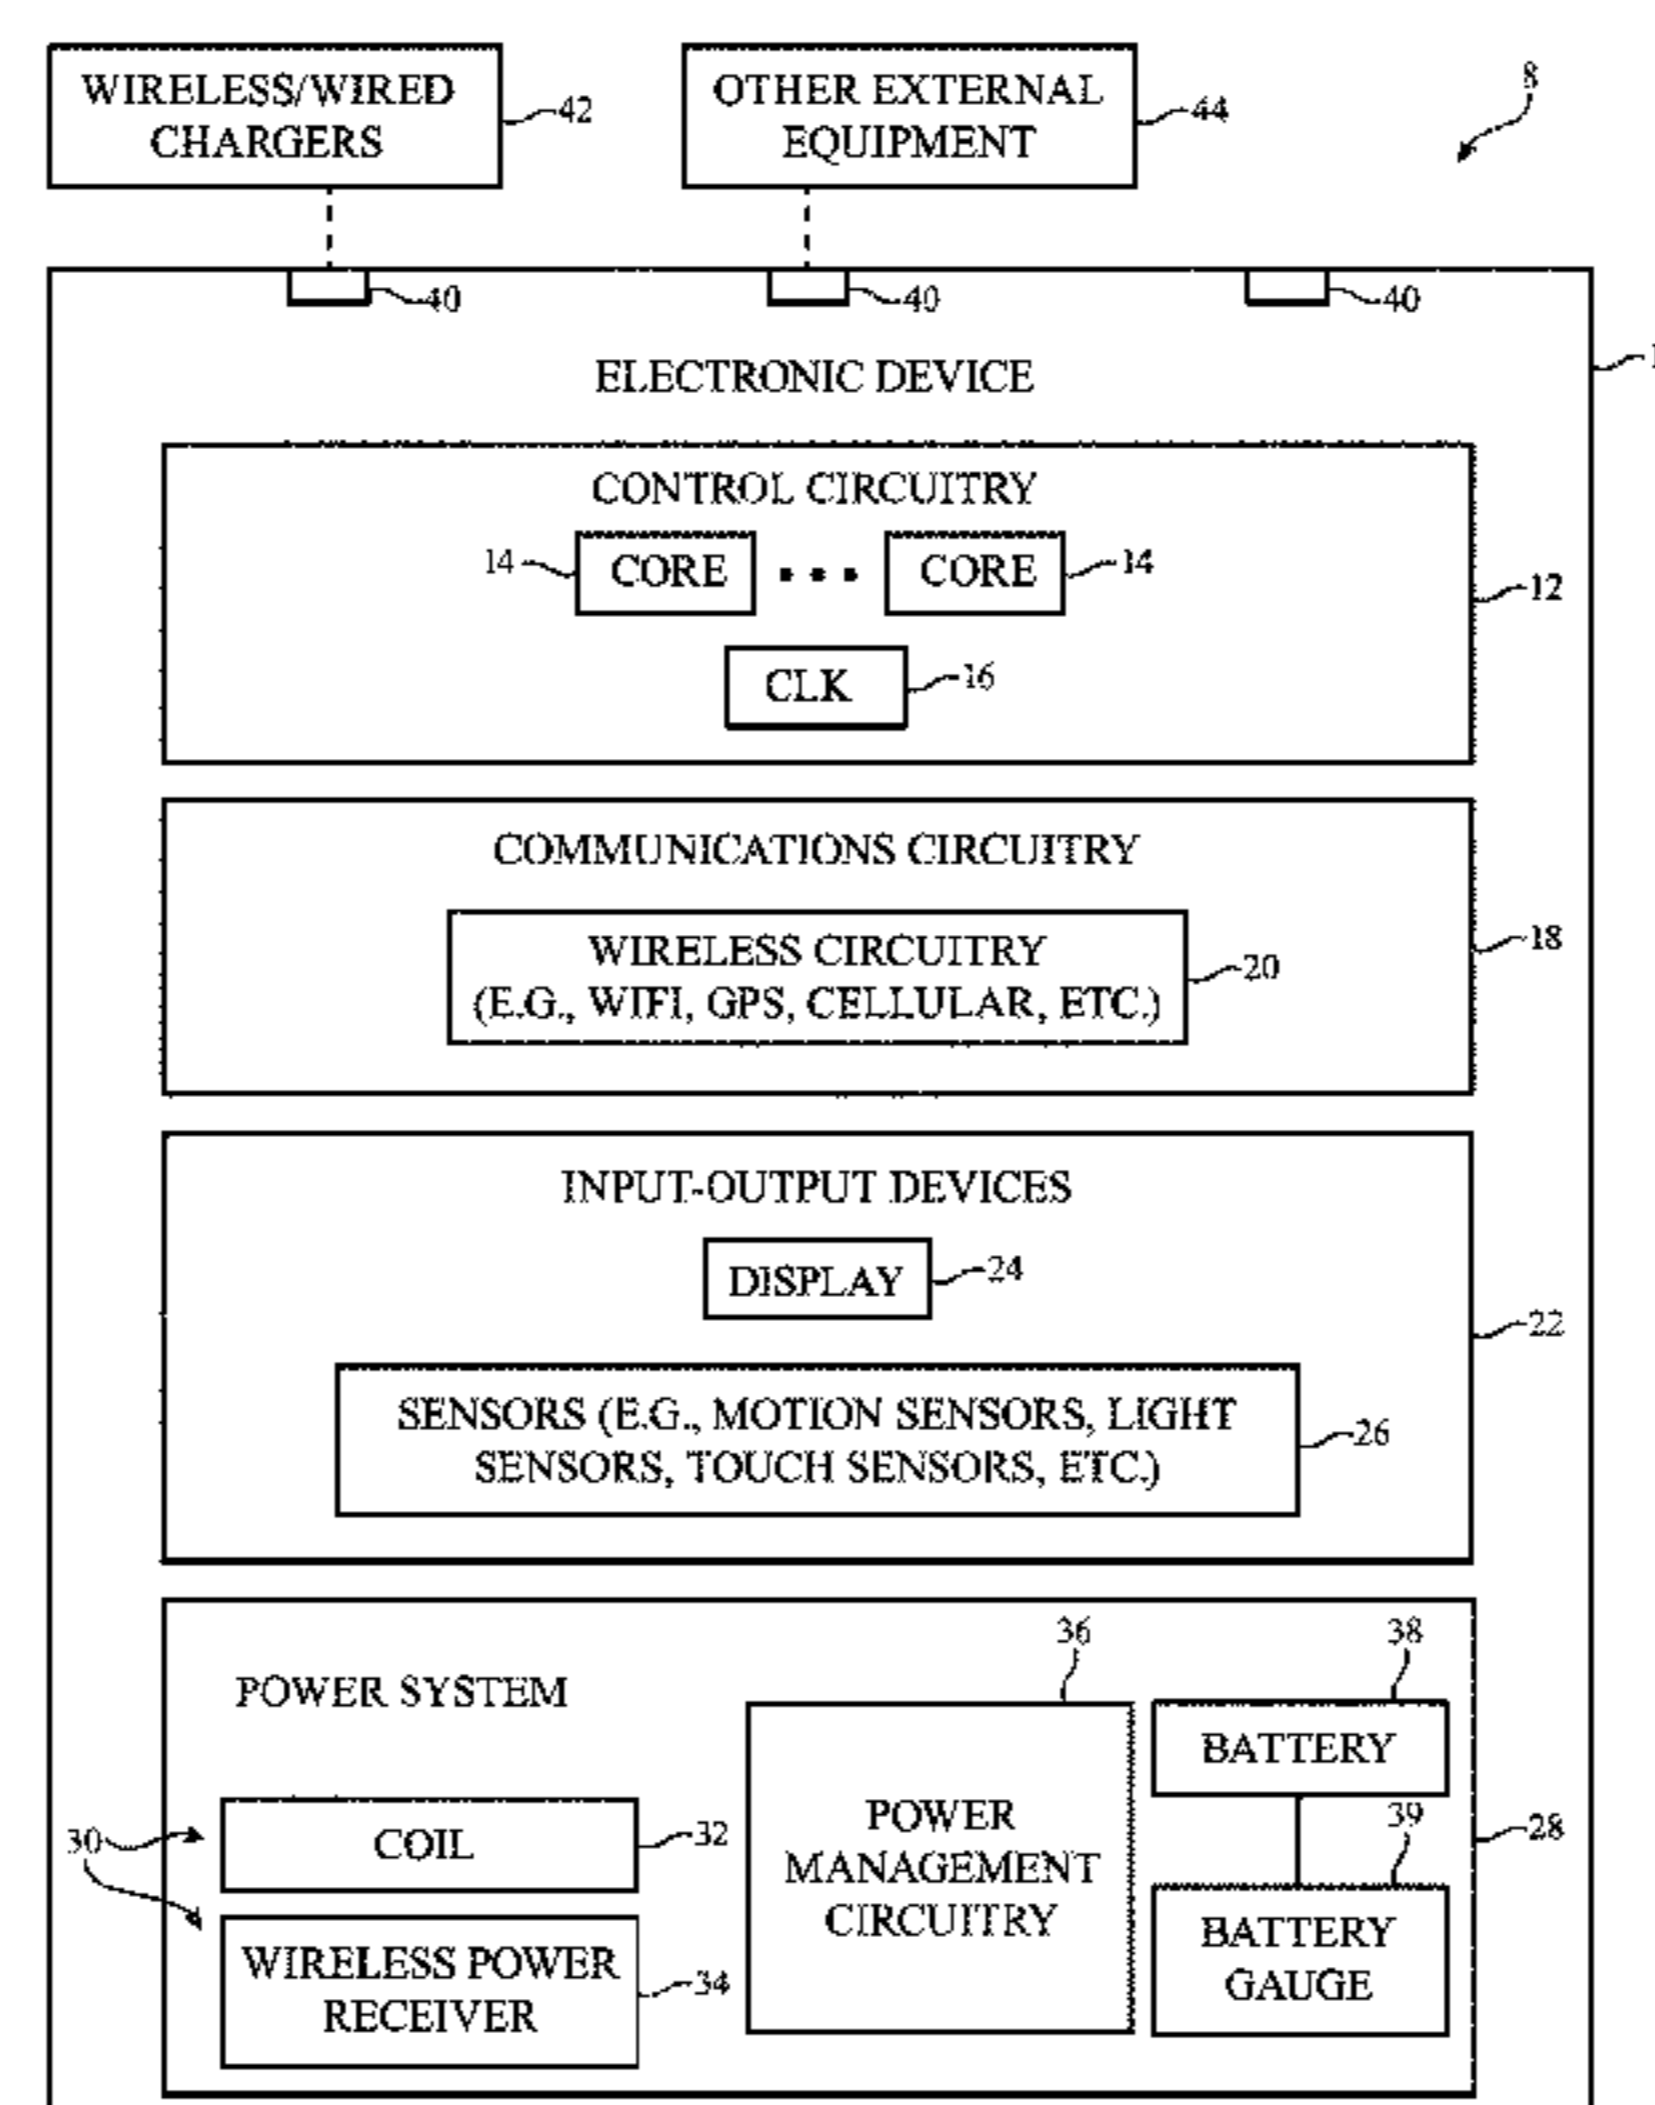 WIRELESS/WIRED
CHARGERS
42
OTHER EXTERNAL
EQUIPMENT
44
8
40
40
40
ELECTRONIC DEVICE
CONTROL CIRCUITRY
14
CORE
CORE
14
12
CLK
16
COMMUNICATIONS CIRCUITRY
WIRELESS CIRCUITRY
(E.G., WIFI, GPS, CELLULAR, ETC.)
20
18
INPUT-OUTPUT DEVICES
DISPLAY
24
22
SENSORS (E.G., MOTION SENSORS, LIGHT
SENSORS, TOUCH SENSORS, ETC.)
26
POWER SYSTEM
36
38
BATTERY
30
COIL
32
POWER
MANAGEMENT
CIRCUITRY
39
28
WIRELESS POWER
RECEIVER
34
BATTERY
GAUGE